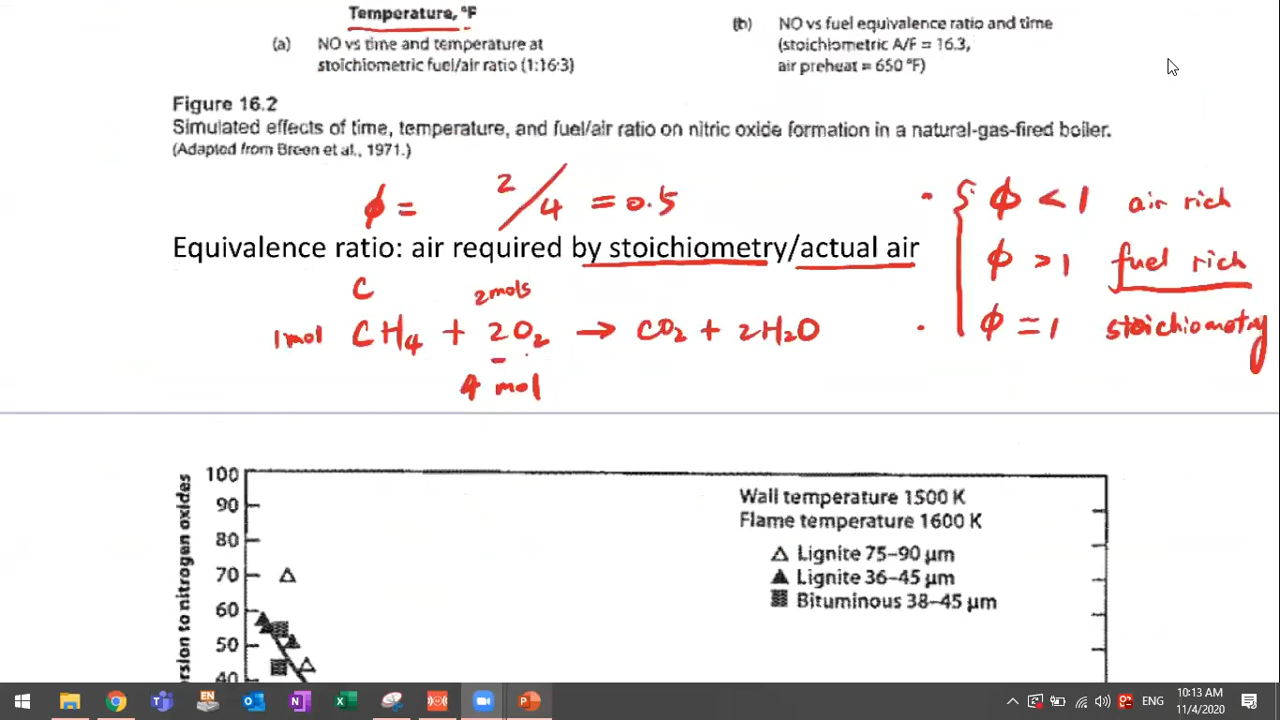 Temperature, °F
(a) NO vs time and temperature at
stoichiometric fuel/air ratio (1:16·3)
(b) NO vs fuel equivalence ratio and time
(stoichiometric A/F = 16.3,
air preheat = 650 °F)
Figure 16.2
Simulated effects of time, temperature, and fuel/air ratio on nitric oxide formation in a natural-gas-fired boiler.
(Adapted from Breen et al., 1971.)
ϕ = 2/4 = 0.5
Equivalence ratio: air required by stoichiometry/actual air
ϕ < 1 air rich
ϕ > 1 fuel rich
ϕ = 1 stoichiometry
C
2mols
1mol CH4 + 2O2 → CO2 + 2H2O
4 mol
100
90
80
70
60
50
40
rsion to nitrogen oxides
Wall temperature 1500 K
Flame temperature 1600 K
△ Lignite 75–90 μm
▲ Lignite 36–45 μm
Bituminous 38–45 μm
EN
ENG
10:13 AM
11/4/2020